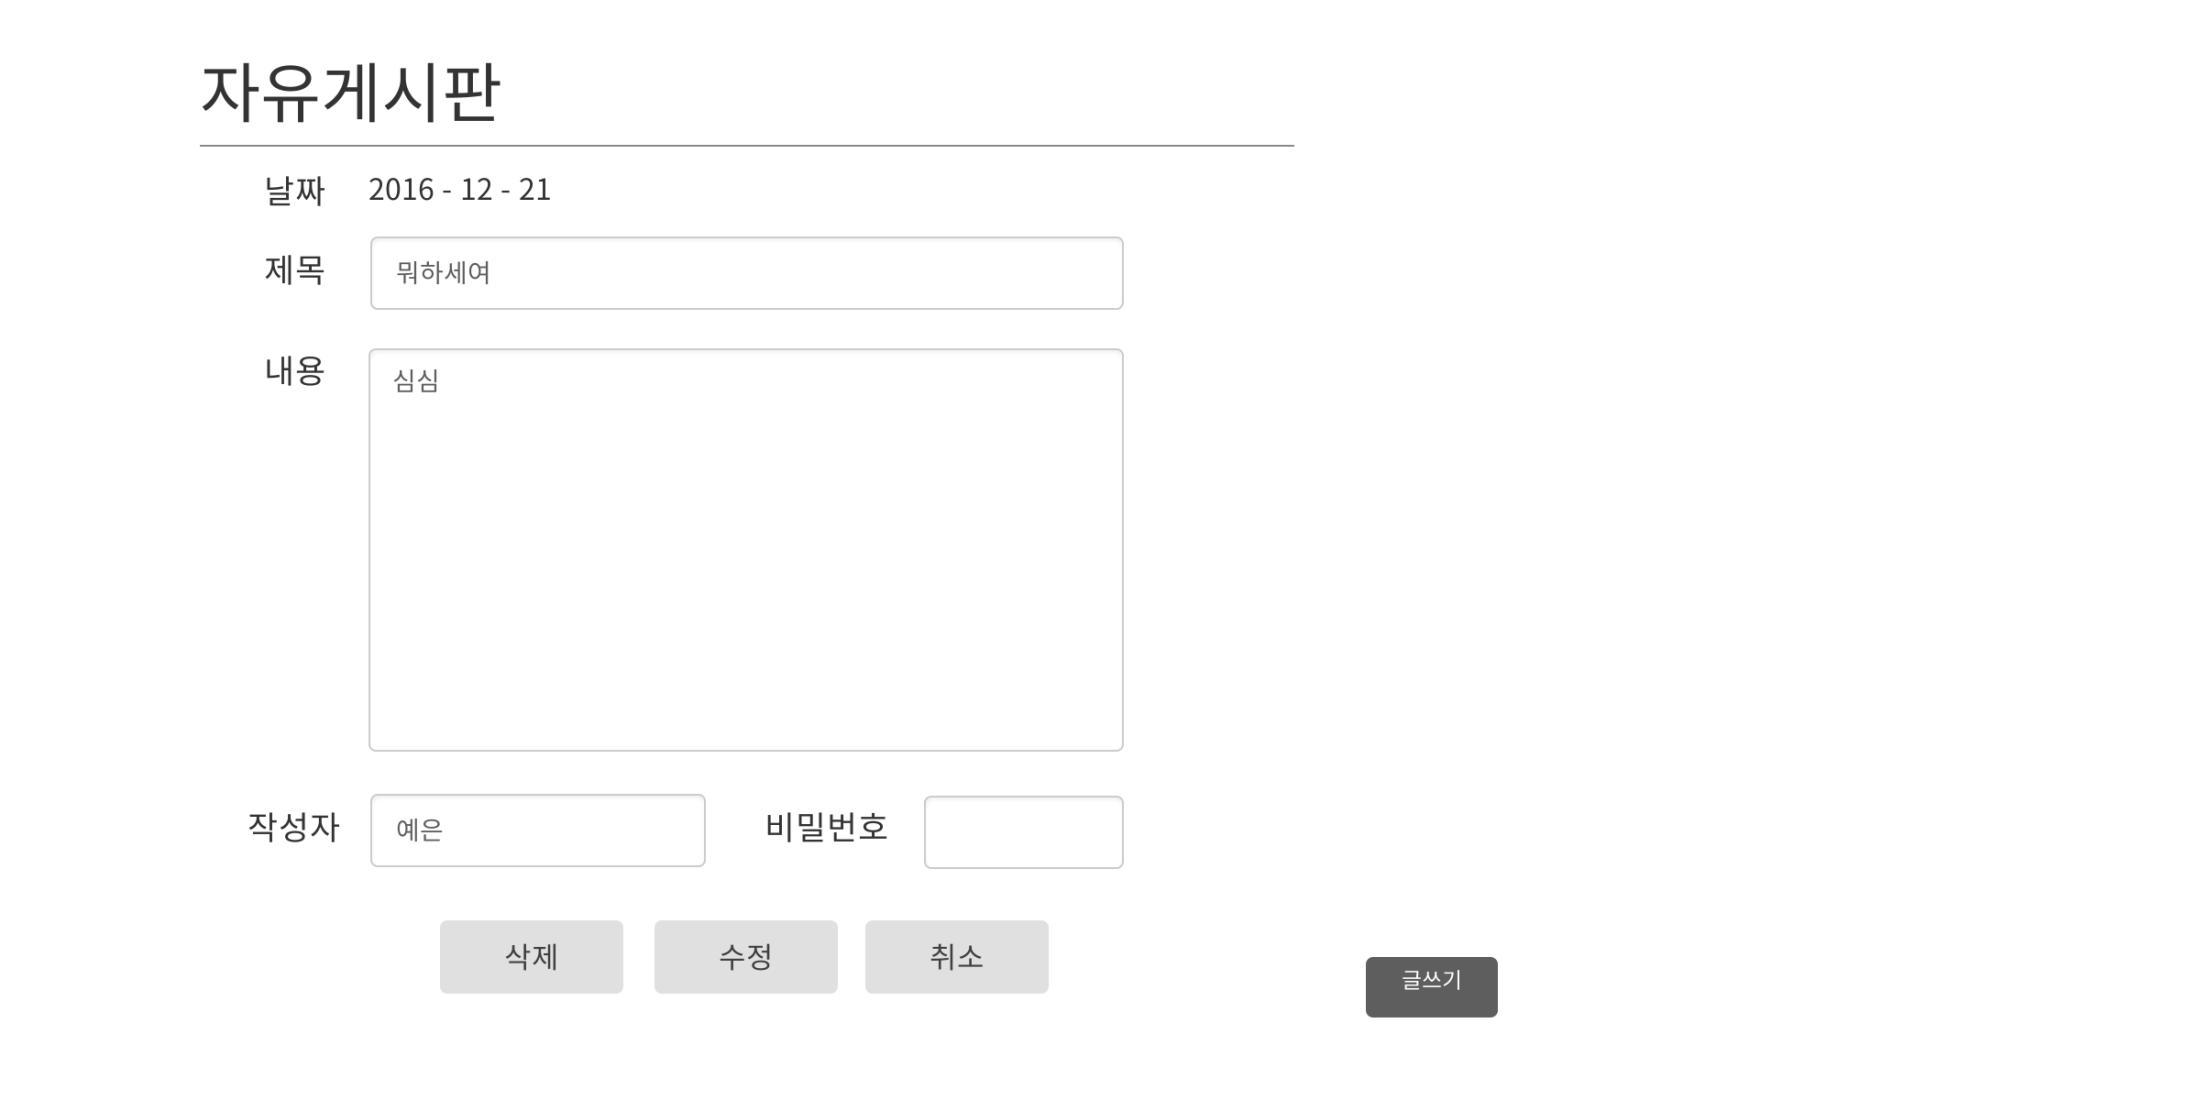 자유게시판
날짜 2016 - 12 - 21
제목 뭐하세여
내용 심심
작성자 예은 비밀번호
삭제 수정 취소
글쓰기